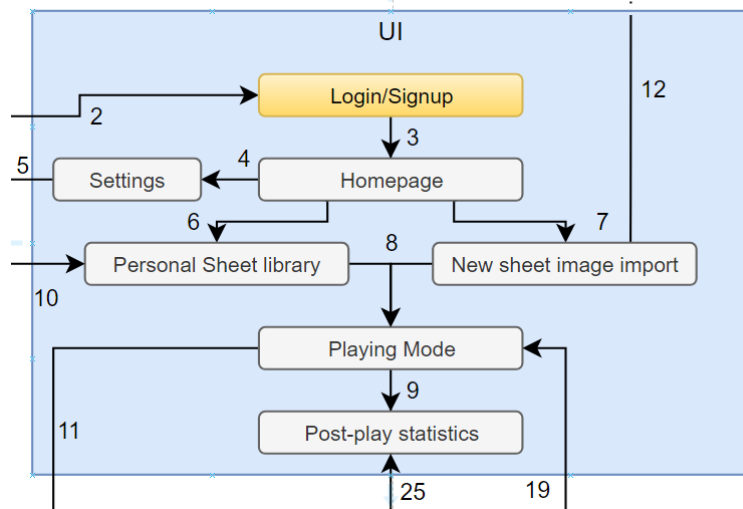 UI
12
Login/Signup
2
3
5
4
Settings
Homepage
6
7
8
Personal Sheet library
New sheet image import
10
Playing Mode
9
11
Post-play statistics
25
19